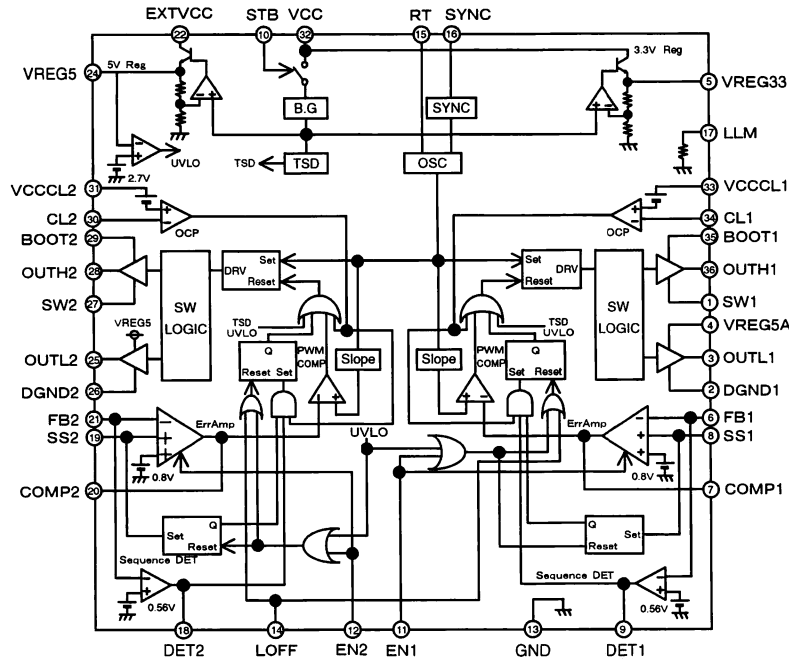 EXTVCC STB VCC RT SYNC
22 10 32 15 16
VREG5 24 5V Reg 3.3V Reg 5 VREG33
B.G SYNC
17 LLM
UVLO TSD TSD OSC
2.7V
VCCCL2 31 33 VCCCL1
CL2 30 OCP OCP 34 CL1
BOOT2 29 35 BOOT1
Set Set
OUTH2 28 DRV DRV 36 OUTH1
Reset Reset
SW2 27 SW LOGIC SW LOGIC 1 SW1
VREG5 TSD UVLO TSD UVLO 4 VREG5A
Q PWM COMP Slope Slope PWM COMP Q
OUTL2 25 3 OUTL1
Reset Set Set Reset
DGND2 26 2 DGND1
FB2 21 6 FB1
ErrAmp UVLO ErrAmp
SS2 19 8 SS1
0.8V 0.8V
COMP2 20 7 COMP1
Q Q
Set Set
Reset Reset
Sequence DET Sequence DET
0.56V 0.56V
18 14 12 11 13 9
DET2 LOFF EN2 EN1 GND DET1